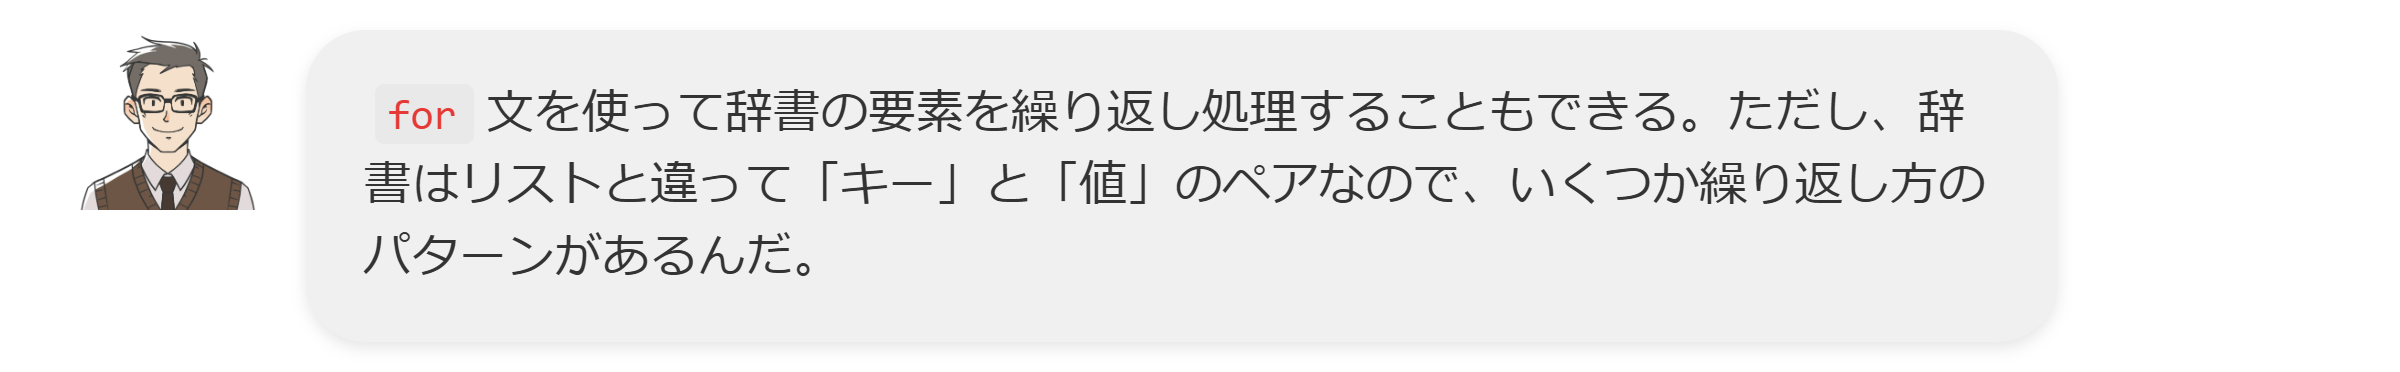 for 文を使って辞書の要素を繰り返し処理することもできる。ただし、辞
書はリストと違って「キー」と「値」のペアなので、いくつか繰り返し方の
パターンがあるんだ。